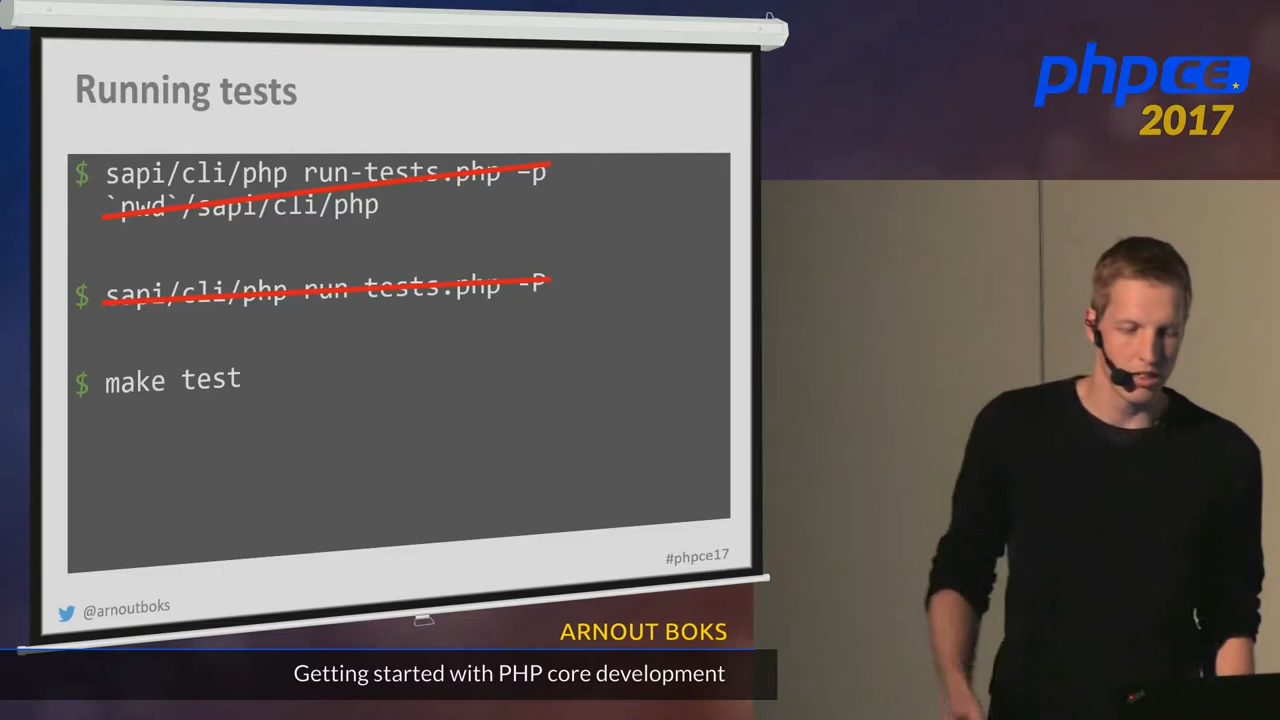 Running tests
$ sapi/cli/php run-tests.php –p
`pwd`/sapi/cli/php
$ sapi/cli/php run-tests.php -P
$ make test
#phpce17
@arnoutboks
phpCE
2017
ARNOUT BOKS
Getting started with PHP core development